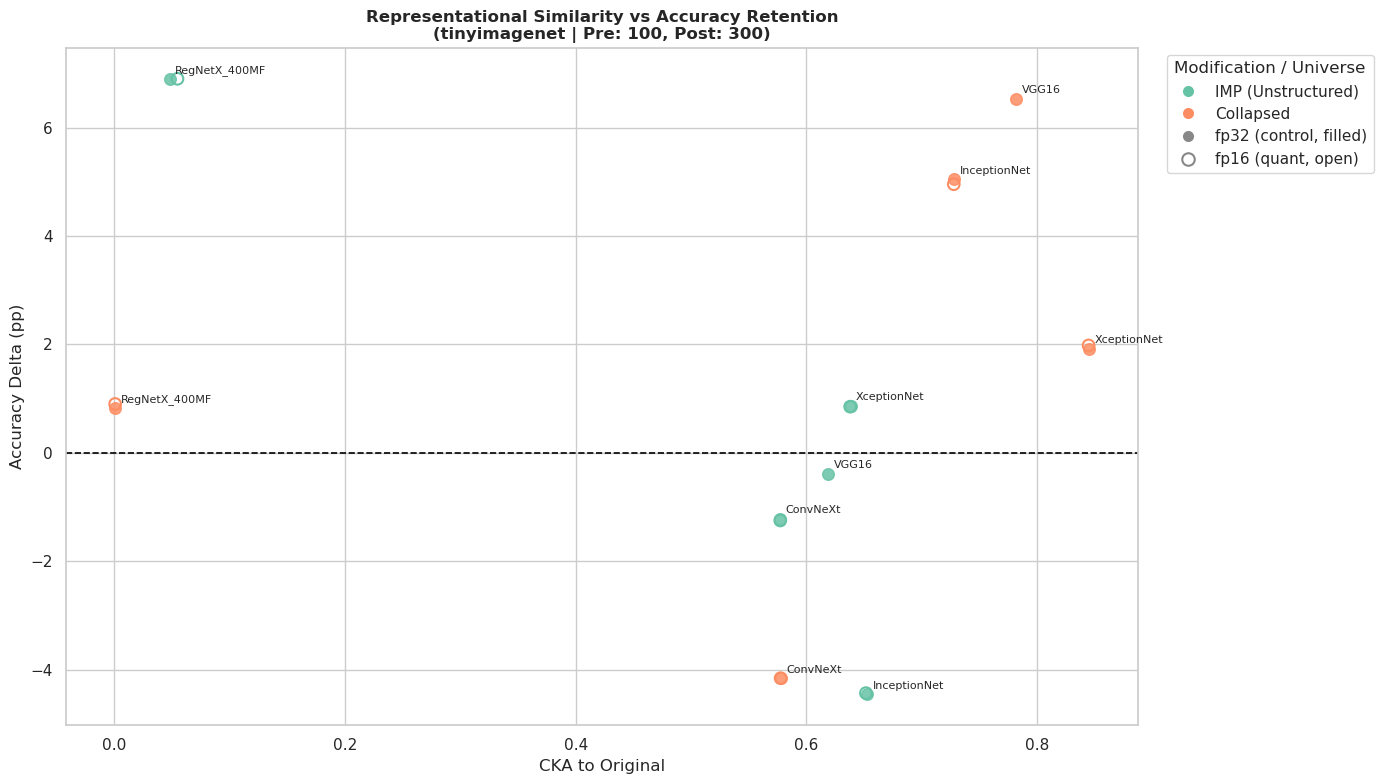 Representational Similarity vs Accuracy Retention
(tinyimagenet | Pre: 100, Post: 300)
Modification / Universe
IMP (Unstructured)
Collapsed
fp32 (control, filled)
fp16 (quant, open)
RegNetX_400MF
VGG16
InceptionNet
XceptionNet
RegNetX_400MF
XceptionNet
VGG16
ConvNeXt
ConvNeXt
InceptionNet
Accuracy Delta (pp)
6
4
2
0
−2
−4
0.0 0.2 0.4 0.6 0.8
CKA to Original